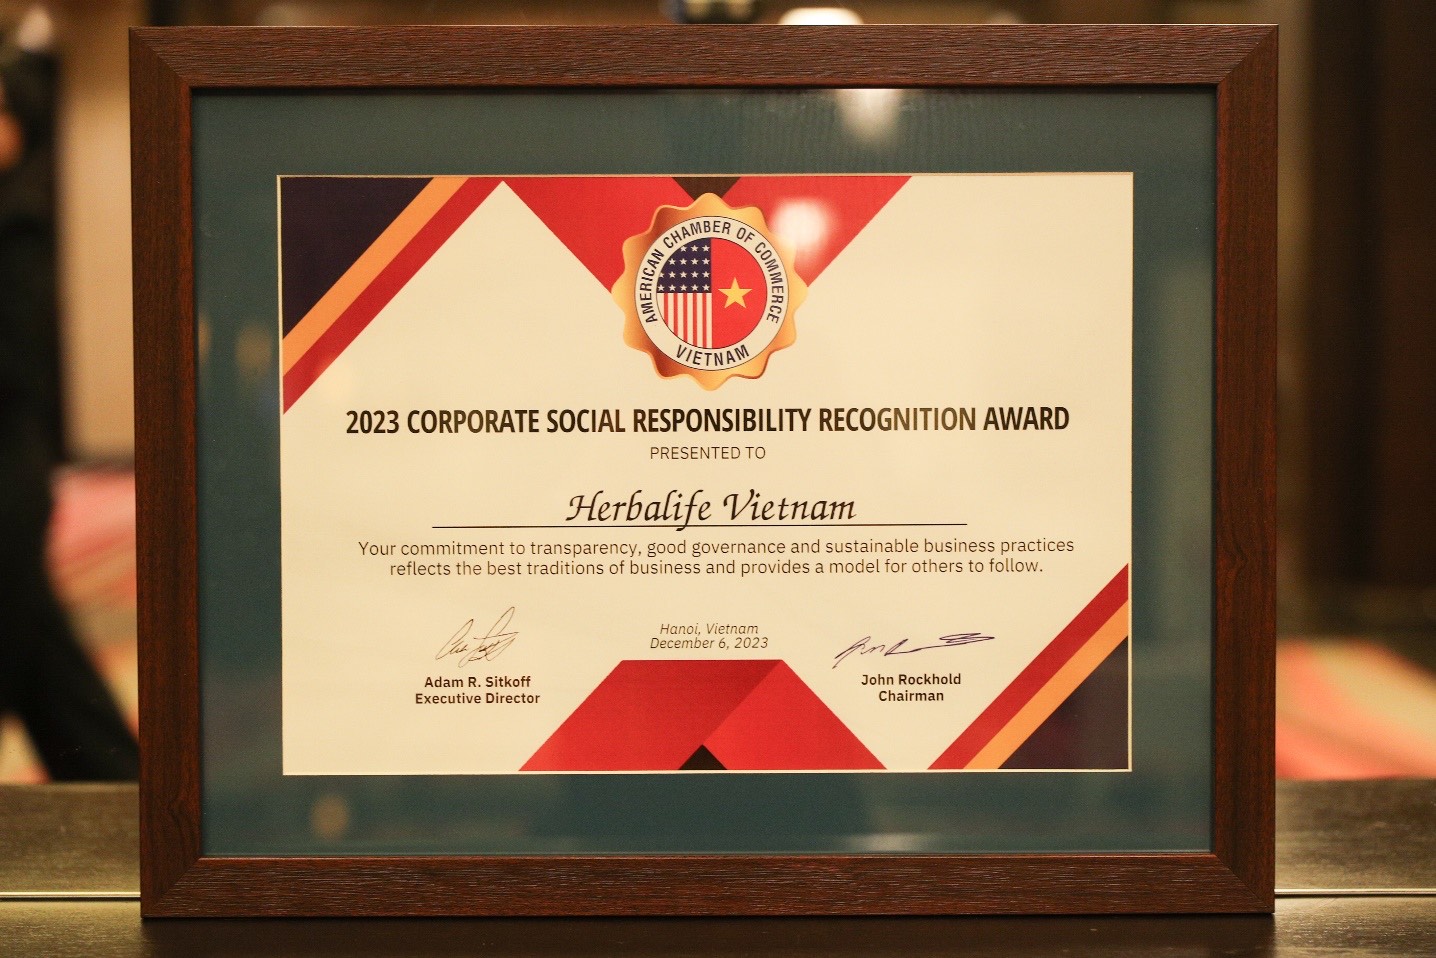 AMERICAN CHAMBER OF COMMERCE
VIETNAM
2023 CORPORATE SOCIAL RESPONSIBILITY RECOGNITION AWARD
PRESENTED TO
Herbalife Vietnam
Your commitment to transparency, good governance and sustainable business practices
reflects the best traditions of business and provides a model for others to follow.
Hanoi, Vietnam
December 6, 2023
Adam R. Sitkoff
Executive Director
John Rockhold
Chairman